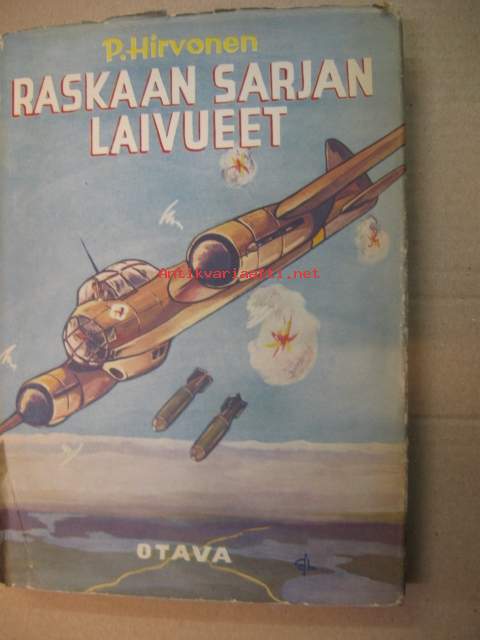 P. Hirvonen
RASKAAN SARJAN
LAIVUEET
Antikvariaatti.net
OTAVA